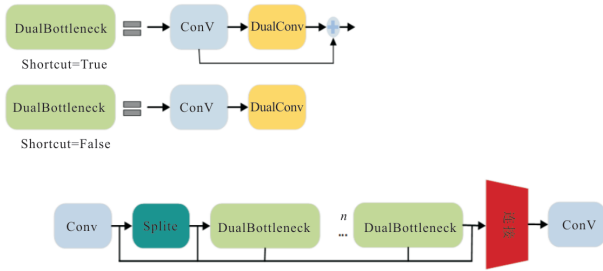 DualBottleneck
ConV
DualConv
Shortcut=True
DualBottleneck
ConV
DualConv
Shortcut=False
Conv
Splite
DualBottleneck
n
...
DualBottleneck
ConV